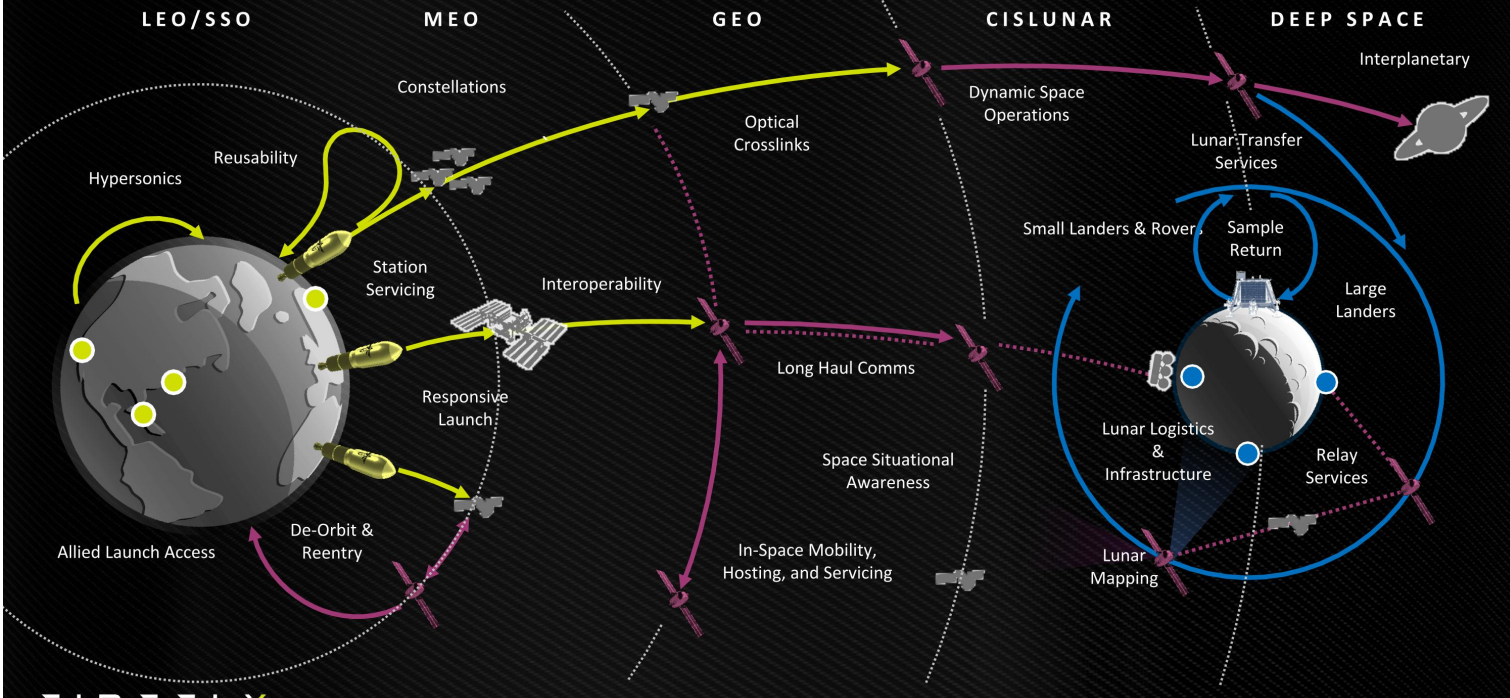 LEO/SSO
MEO
GEO
CISLUNAR
DEEP SPACE
Interplanetary
Constellations
Dynamic Space
Operations
Optical
Crosslinks
Lunar Transfer
Services
Reusability
Hypersonics
Small Landers & Rovers
Sample
Return
Station
Servicing
Interoperability
Large
Landers
Long Haul Comms
Responsive
Launch
Lunar Logistics
&
Infrastructure
Relay
Services
Space Situational
Awareness
De-Orbit &
Reentry
Allied Launch Access
In-Space Mobility,
Hosting, and Servicing
Lunar
Mapping